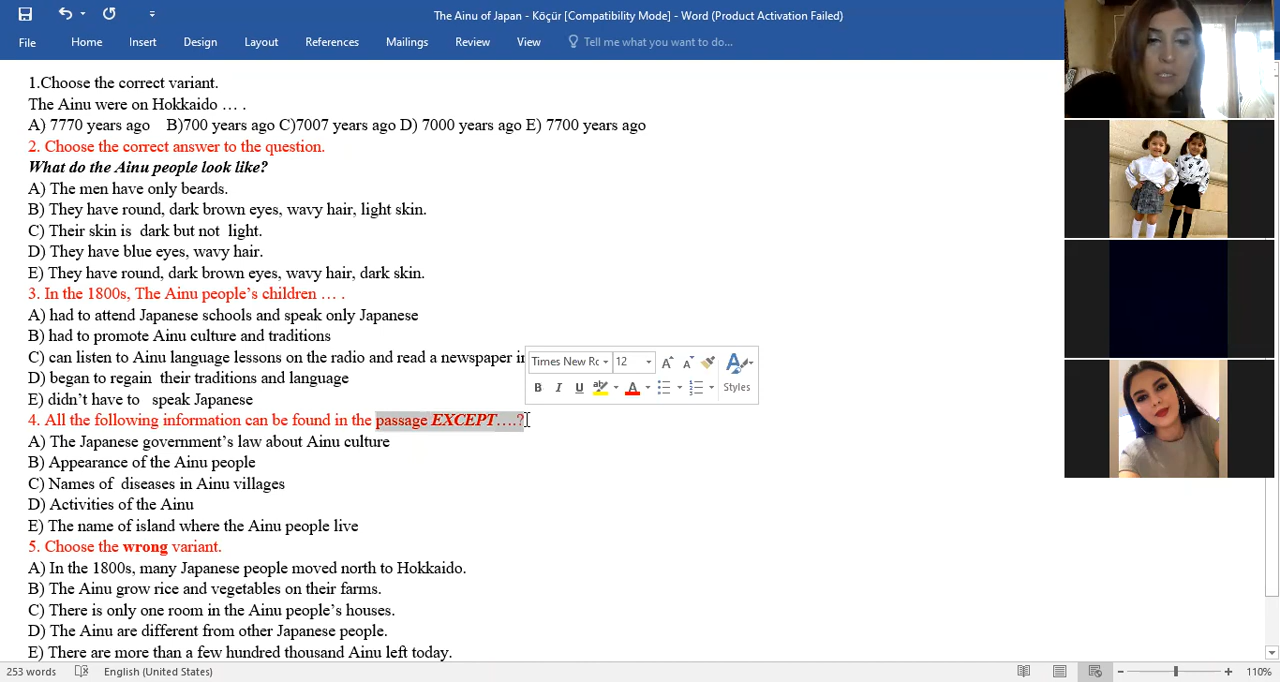 The Ainu of Japan - Köçür [Compatibility Mode] - Word (Product Activation Failed)
File Home Insert Design Layout References Mailings Review View Tell me what you want to do...
1.Choose the correct variant.
The Ainu were on Hokkaido … .
A) 7770 years ago B)700 years ago C)7007 years ago D) 7000 years ago E) 7700 years ago
2. Choose the correct answer to the question.
What do the Ainu people look like?
A) The men have only beards.
B) They have round, dark brown eyes, wavy hair, light skin.
C) Their skin is dark but not light.
D) They have blue eyes, wavy hair.
E) They have round, dark brown eyes, wavy hair, dark skin.
3. In the 1800s, The Ainu people’s children … .
A) had to attend Japanese schools and speak only Japanese
B) had to promote Ainu culture and traditions
C) can listen to Ainu language lessons on the radio and read a newspaper
Times New Ro 12
Styles
D) began to regain their traditions and language
E) didn’t have to speak Japanese
4. All the following information can be found in the passage EXCEPT….?
A) The Japanese government’s law about Ainu culture
B) Appearance of the Ainu people
C) Names of diseases in Ainu villages
D) Activities of the Ainu
E) The name of island where the Ainu people live
5. Choose the wrong variant.
A) In the 1800s, many Japanese people moved north to Hokkaido.
B) The Ainu grow rice and vegetables on their farms.
C) There is only one room in the Ainu people’s houses.
D) The Ainu are different from other Japanese people.
E) There are more than a few hundred thousand Ainu left today.
253 words English (United States) 110%